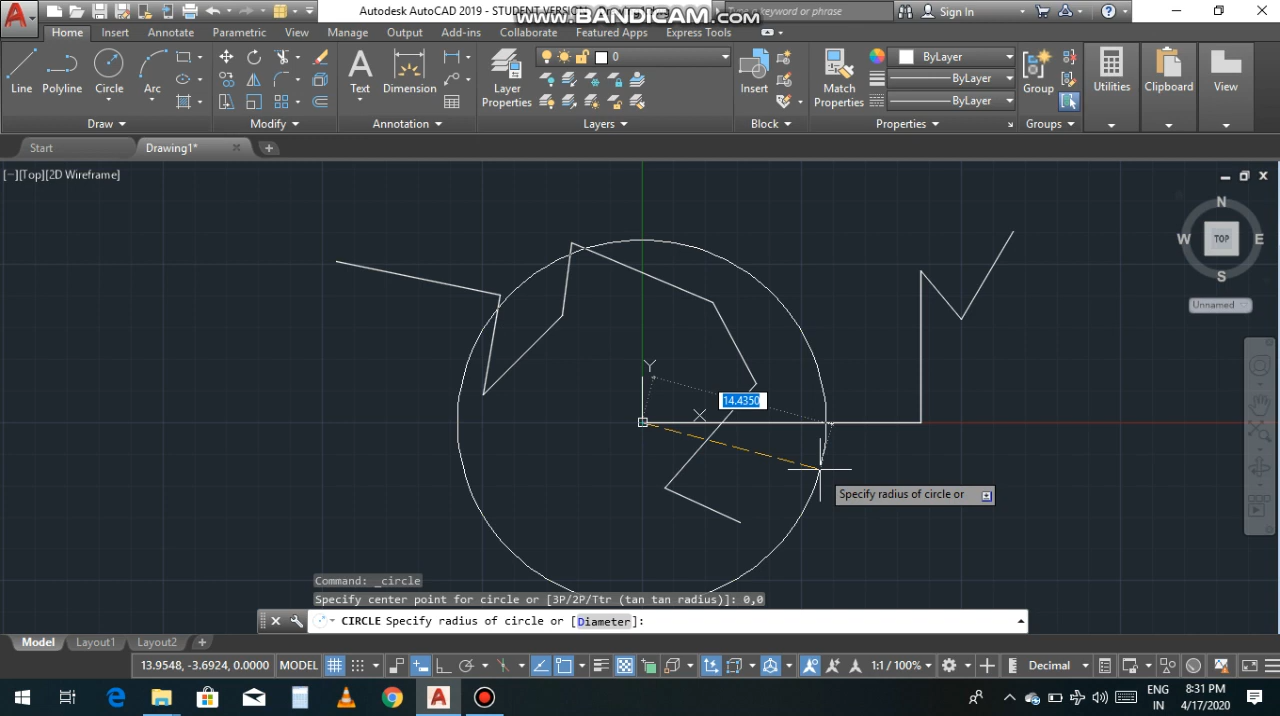 Autodesk AutoCAD 2019 - STUDENT VERSION
www.BANDICAM.com
Type a keyword or phrase
Sign In
Home Insert Annotate Parametric View Manage Output Add-ins Collaborate Featured Apps Express Tools
Line Polyline Circle Arc
Text Dimension
Layer Properties
0
Insert
Match Properties
ByLayer
ByLayer
ByLayer
Group
Utilities
Clipboard
View
Draw Modify Annotation Layers Block Properties Groups
Start
Drawing1*
[−][Top][2D Wireframe]
N
W TOP E
S
Unnamed
Y
X
14.4350
Specify radius of circle or
Command: _circle
Specify center point for circle or [3P/2P/Ttr (tan tan radius)]: 0,0
CIRCLE Specify radius of circle or [Diameter]:
Model Layout1 Layout2
13.9548, -3.6924, 0.0000 MODEL
1:1 / 100%
Decimal
ENG
IN
8:31 PM
4/17/2020